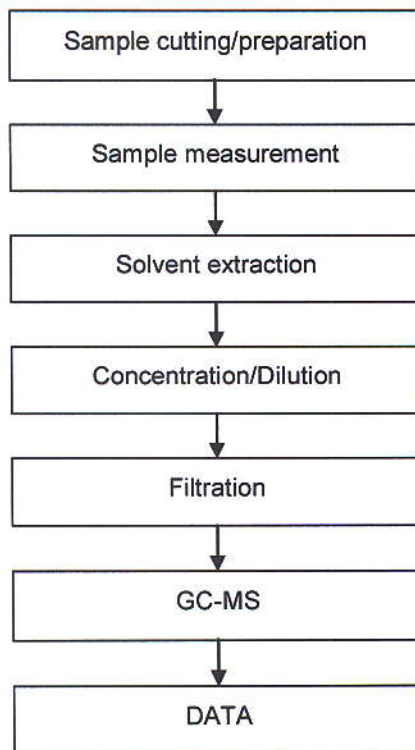 Sample cutting/preparation
Sample measurement
Solvent extraction
Concentration/Dilution
Filtration
GC-MS
DATA